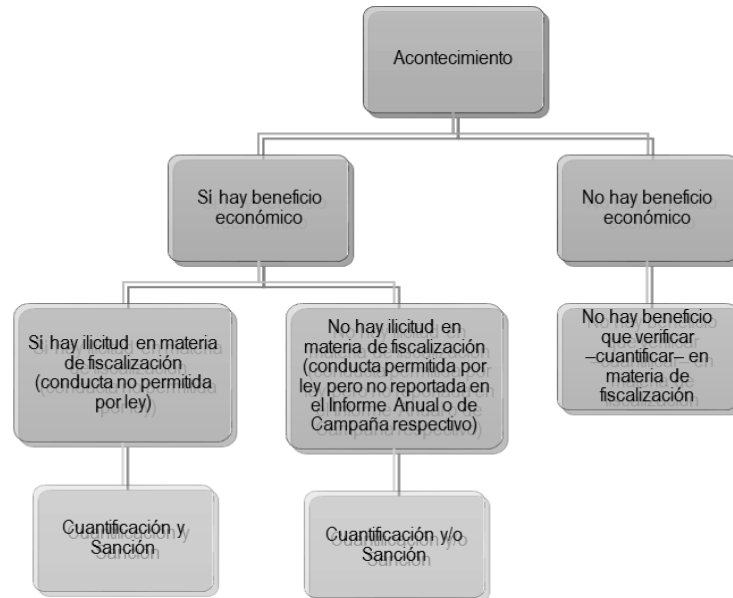 Acontecimiento
Si hay beneficio
económico
No hay beneficio
económico
Si hay ilicitud en materia
de fiscalización
(conducta no permitida
por ley)
No hay ilicitud en
materia de fiscalización
(conducta permitida por
ley pero no reportada en
el Informe Anual o de
Campaña respectivo)
No hay beneficio
que verificar
–cuantificar– en
materia de
fiscalización
Cuantificación y
Sanción
Cuantificación y/o
Sanción